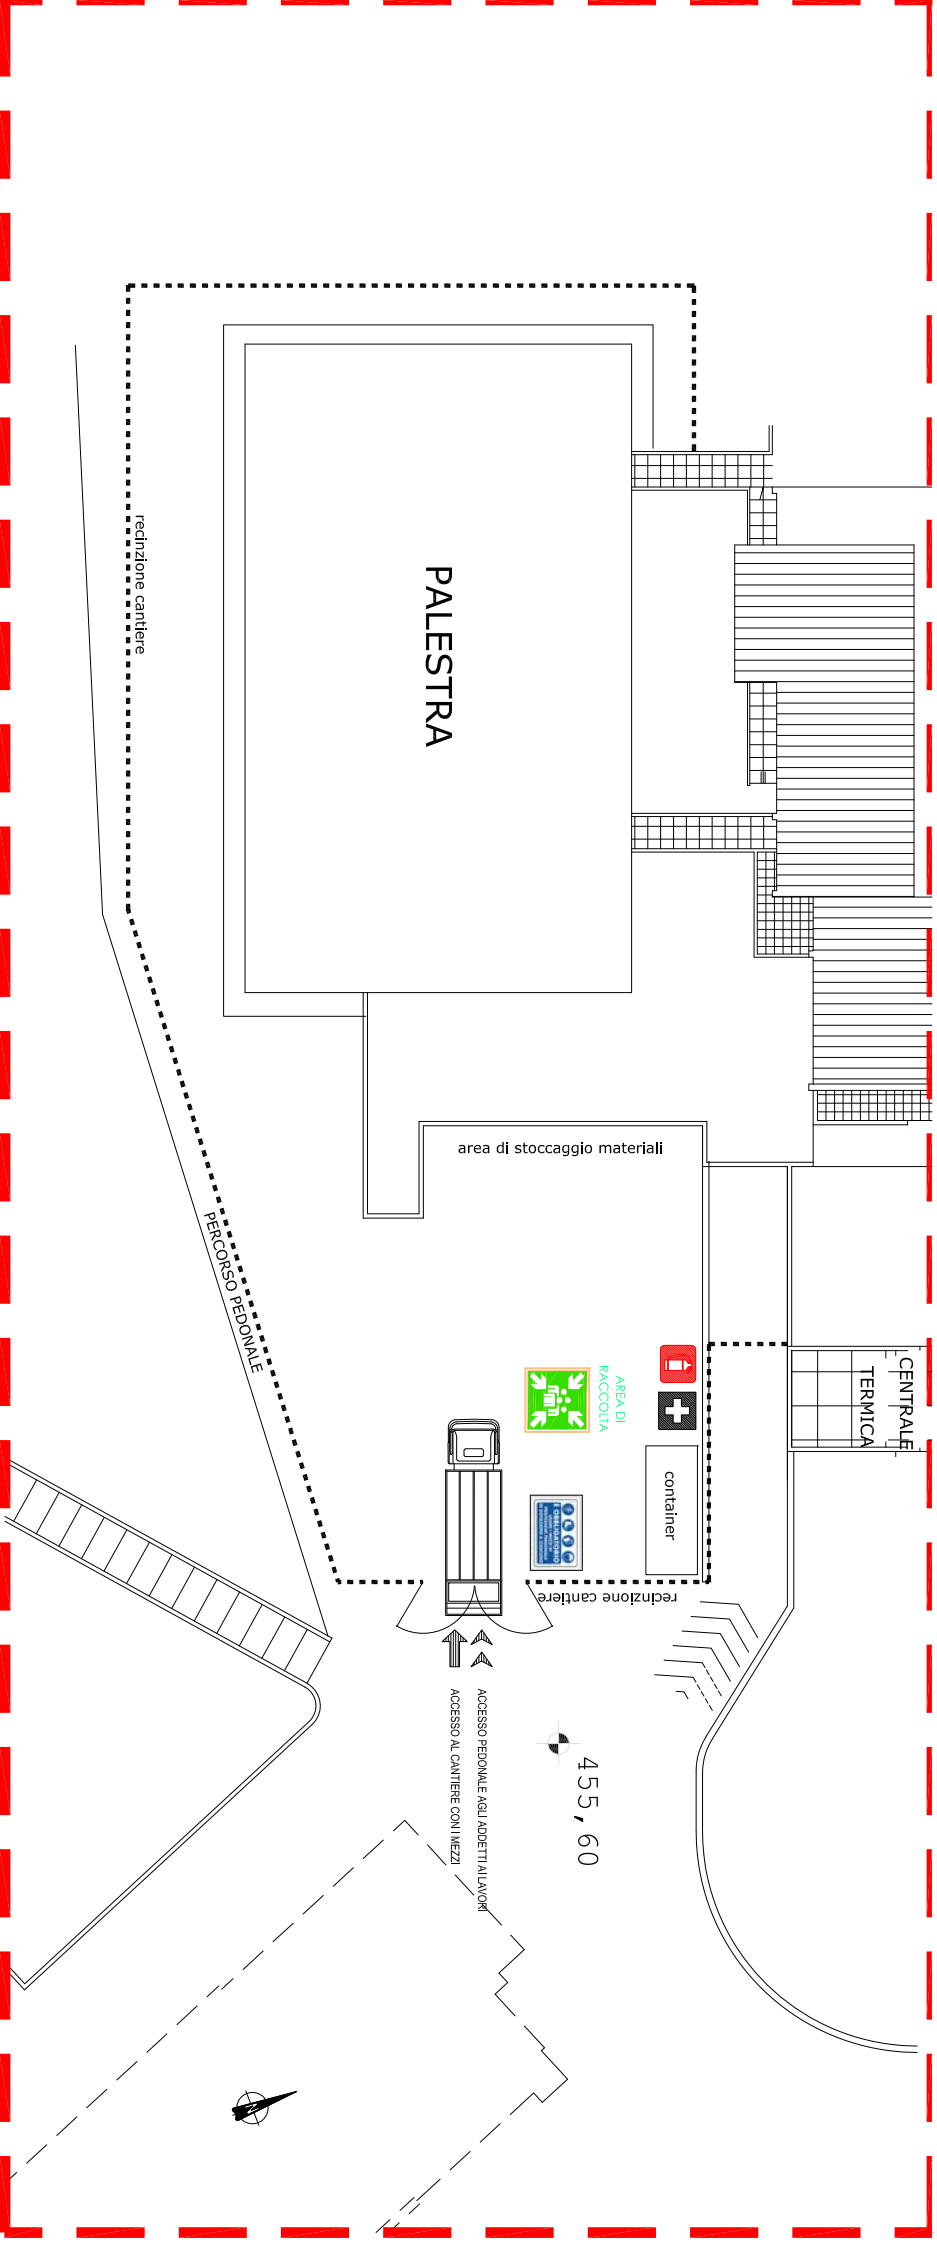 recinzione cantiere
PALESTRA
area di stoccaggio materiali
PERCORSO PEDONALE
CENTRALE
TERMICA
AREA DI
RACCOLTA
container
È OBBLIGATORIO
recinzione cantiere
ACCESSO PEDONALE AGLI ADDETTI AI LAVORI
ACCESSO AL CANTIERE CON I MEZZI
455,60
N